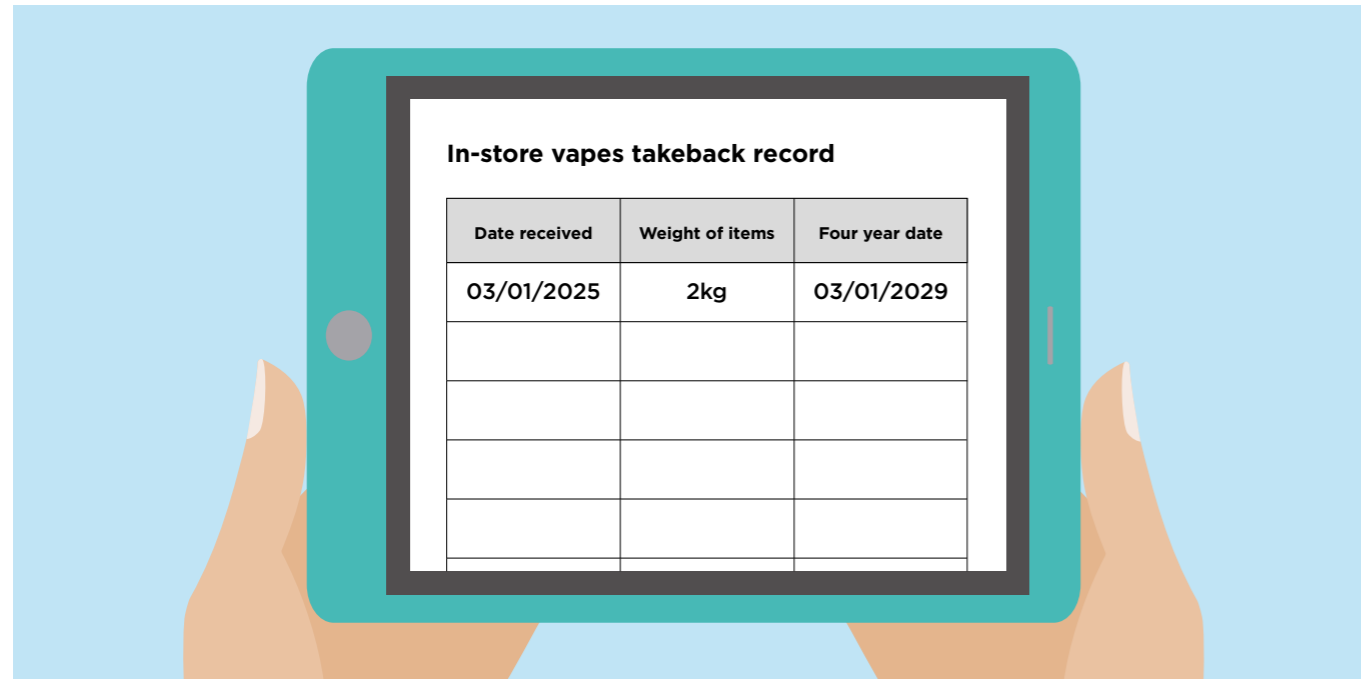 In-store vapes takeback record
Date received Weight of items Four year date
03/01/2025 2kg 03/01/2029